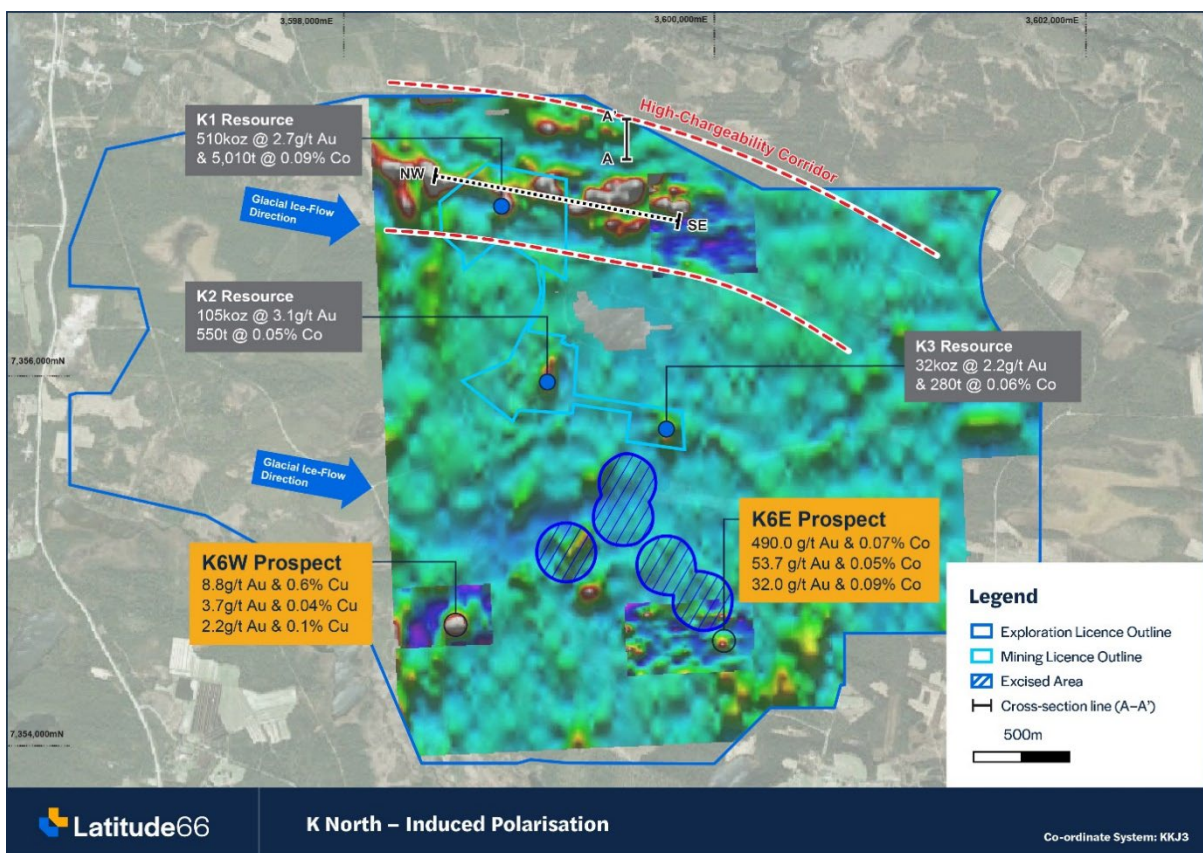 3,598,000mE
3,600,000mE
3,602,000mE
High-Chargeability Corridor
K1 Resource
510koz @ 2.7g/t Au
& 5,010t @ 0.09% Co
A'
A
NW
SE
Glacial Ice-Flow
Direction
K2 Resource
105koz @ 3.1g/t Au
550t @ 0.05% Co
7,356,000mN
K3 Resource
32koz @ 2.2g/t Au
& 280t @ 0.06% Co
Glacial Ice-Flow
Direction
K6W Prospect
8.8g/t Au & 0.6% Cu
3.7g/t Au & 0.04% Cu
2.2g/t Au & 0.1% Cu
K6E Prospect
490.0 g/t Au & 0.07% Co
53.7 g/t Au & 0.05% Co
32.0 g/t Au & 0.09% Co
7,354,000mN
Legend
Exploration Licence Outline
Mining Licence Outline
Excised Area
Cross-section line (A–A')
500m
Latitude66
K North – Induced Polarisation
Co-ordinate System: KKJ3